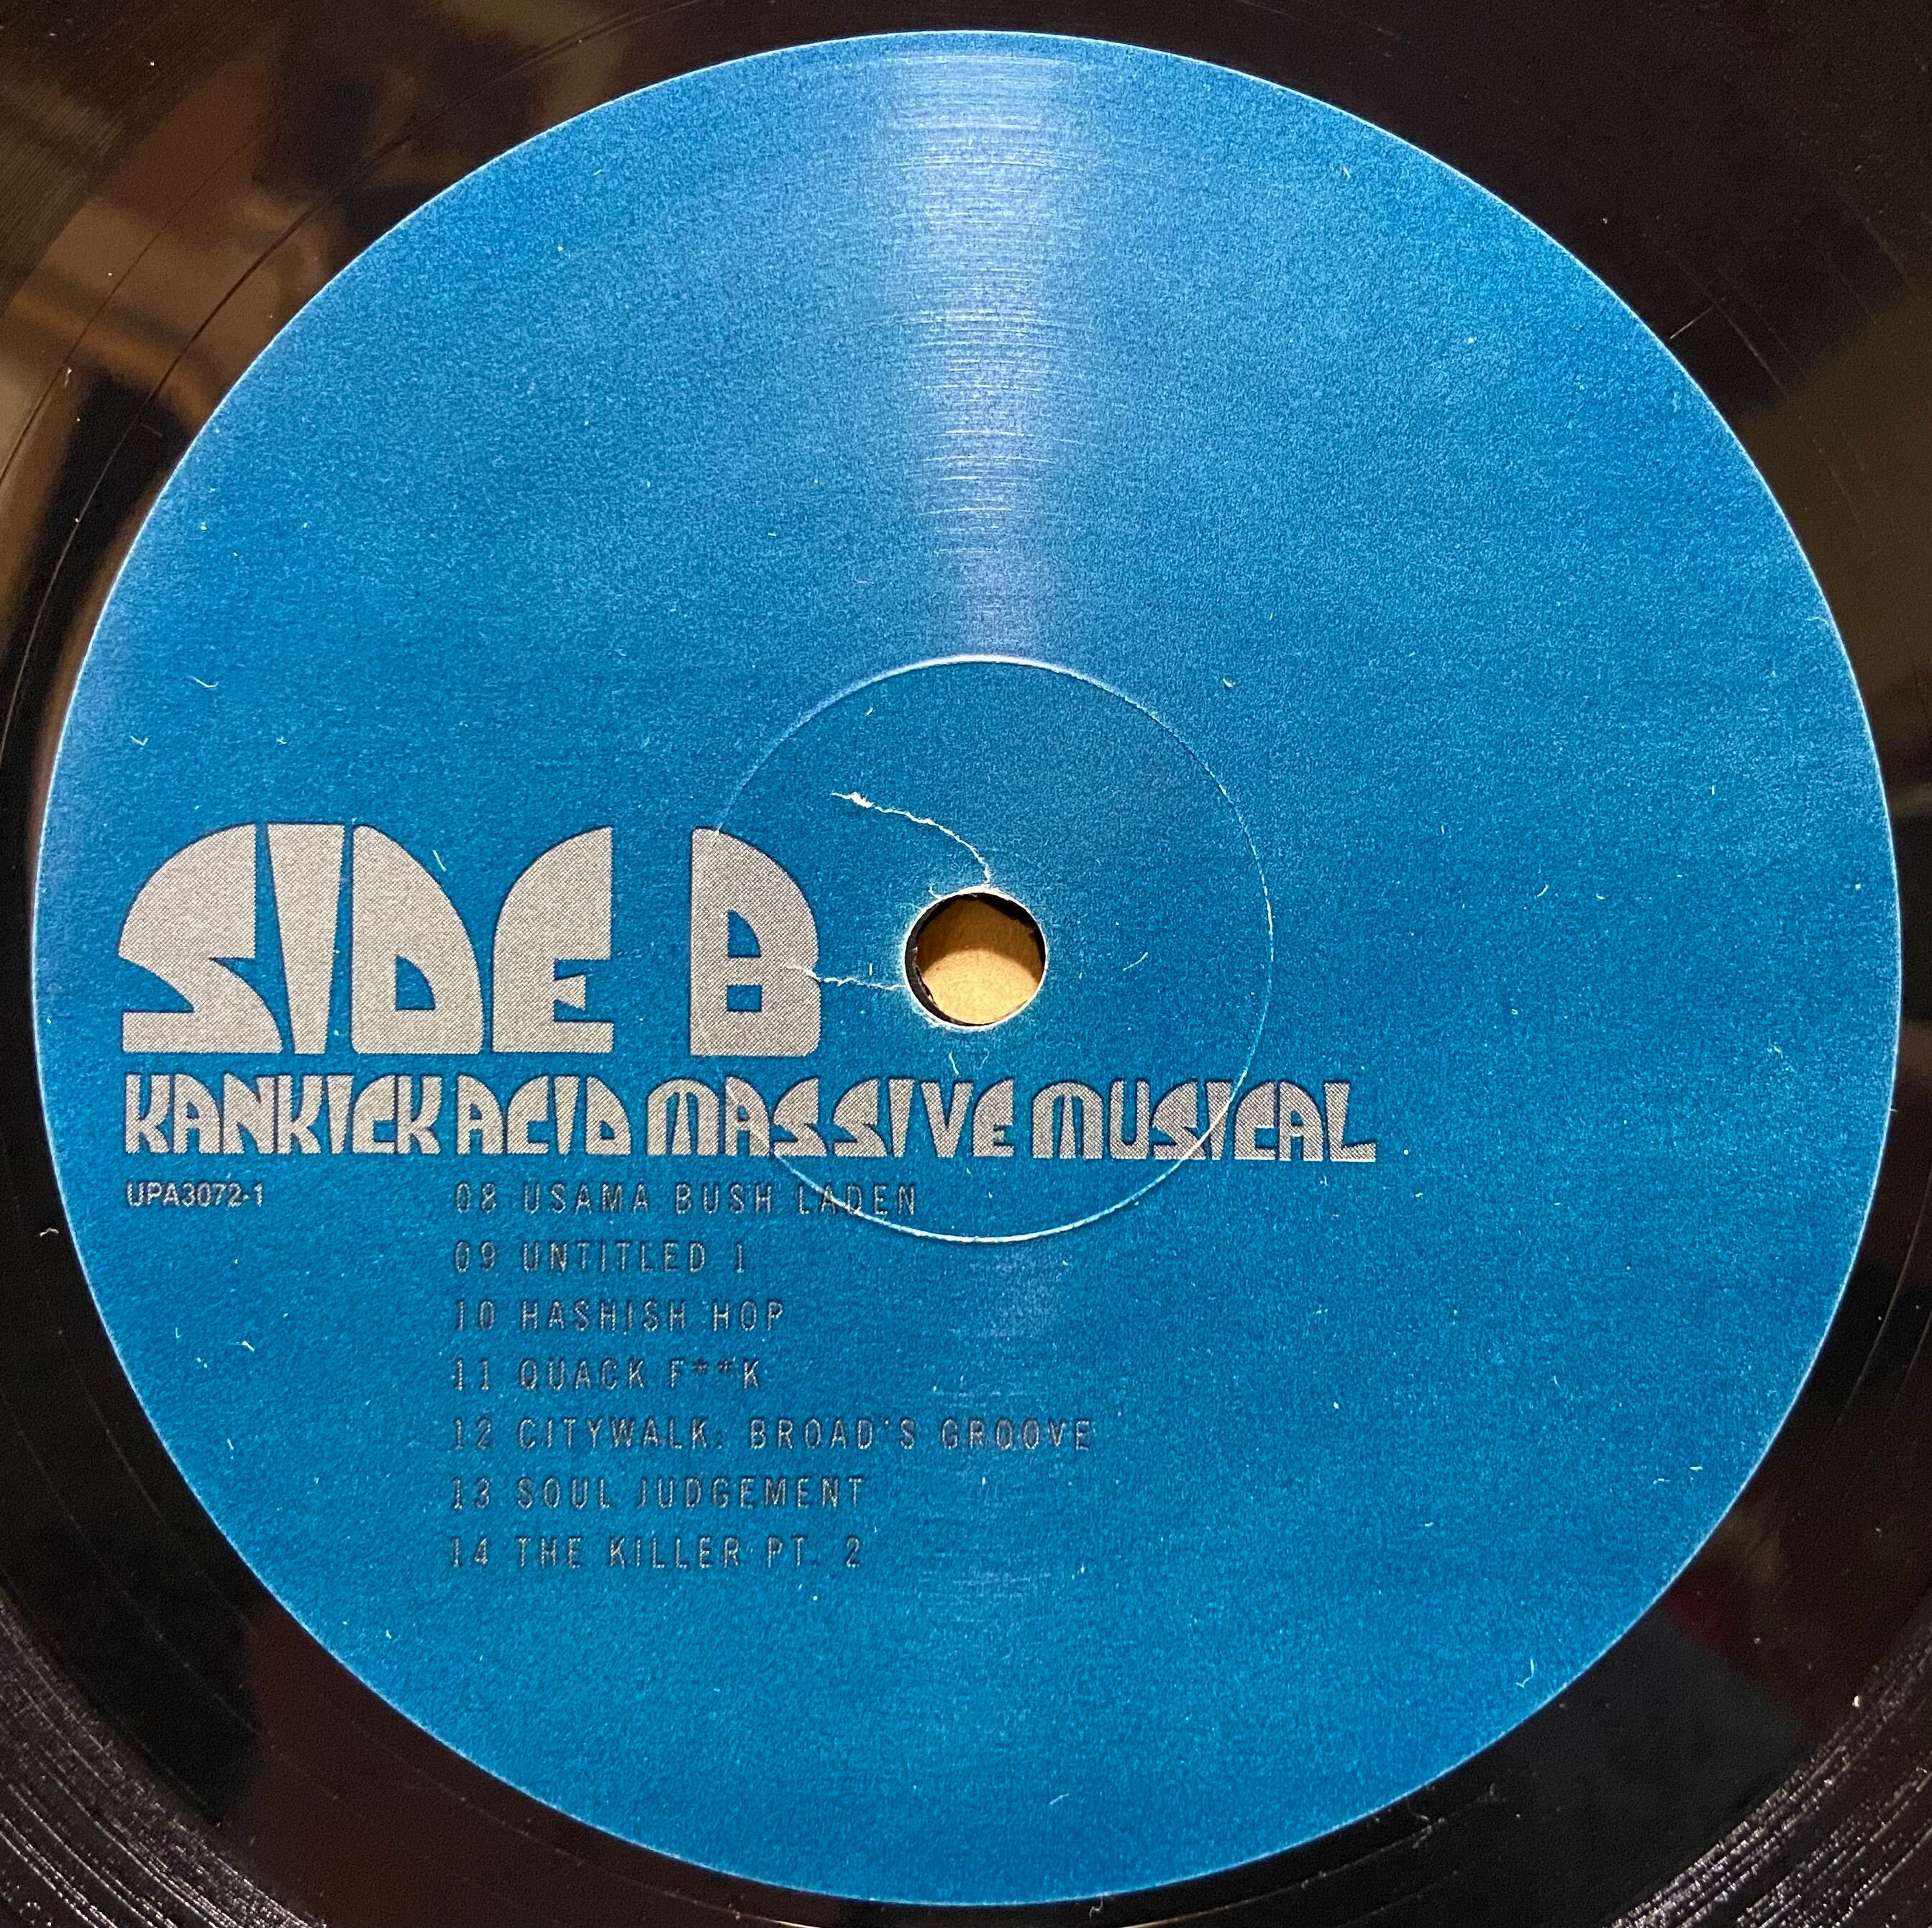 SIDE B
KANKICK ACID MASSIVE MUSICAL
UPA3072-1
08 USAMA BUSH LADEN
09 UNTITLED 1
10 HASHISH HOP
11 QUACK F**K
12 CITYWALK: BROAD'S GROOVE
13 SOUL JUDGEMENT
14 THE KILLER PT. 2